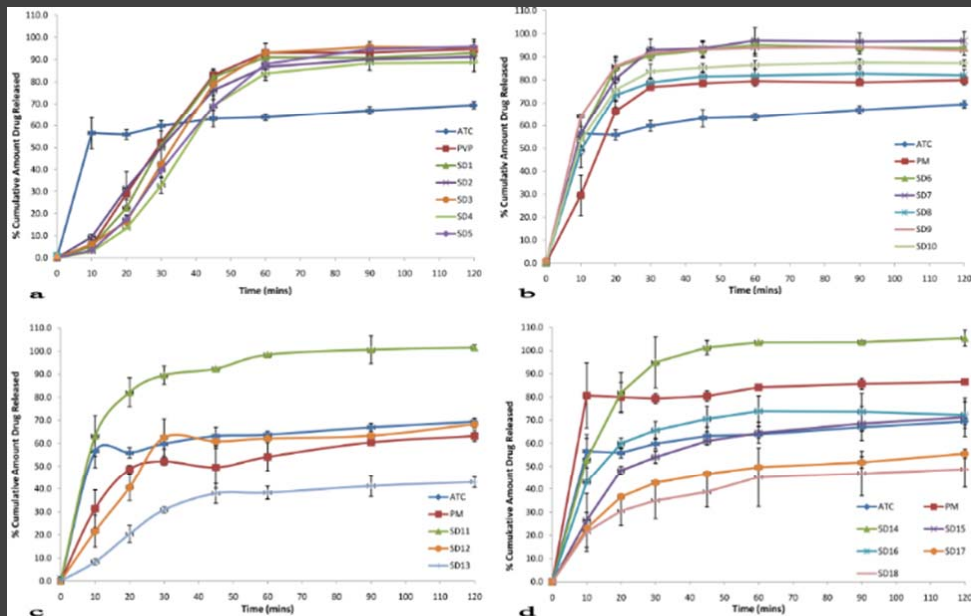 110.0
100.0
90.0
80.0
70.0
60.0
50.0
40.0
30.0
20.0
10.0
0.0
% Cumulative Amount Drug Released
ATC
PVP
SD1
SD2
SD3
SD4
SD5
0 10 20 30 40 50 60 70 80 90 100 110 120
Time (mins)
a
110.0
100.0
90.0
80.0
70.0
60.0
50.0
40.0
30.0
20.0
10.0
0.0
% Cumulativ Amount Drug Released
ATC
PM
SD6
SD7
SD8
SD9
SD10
0 10 20 30 40 50 60 70 80 90 100 110 120
Time (mins)
b
110.0
100.0
90.0
80.0
70.0
60.0
50.0
40.0
30.0
20.0
10.0
0.0
% Cumulative Amount Drug Released
ATC
PM
SD11
SD12
SD13
0 10 20 30 40 50 60 70 80 90 100 110 120
Time (mins)
c
110.0
100.0
90.0
80.0
70.0
60.0
50.0
40.0
30.0
20.0
10.0
0.0
% Cumukative Amount Drug Released
ATC PM
SD14 SD15
SD16 SD17
SD18
0 10 20 30 40 50 60 70 80 90 100 110 120
Time (mins)
d